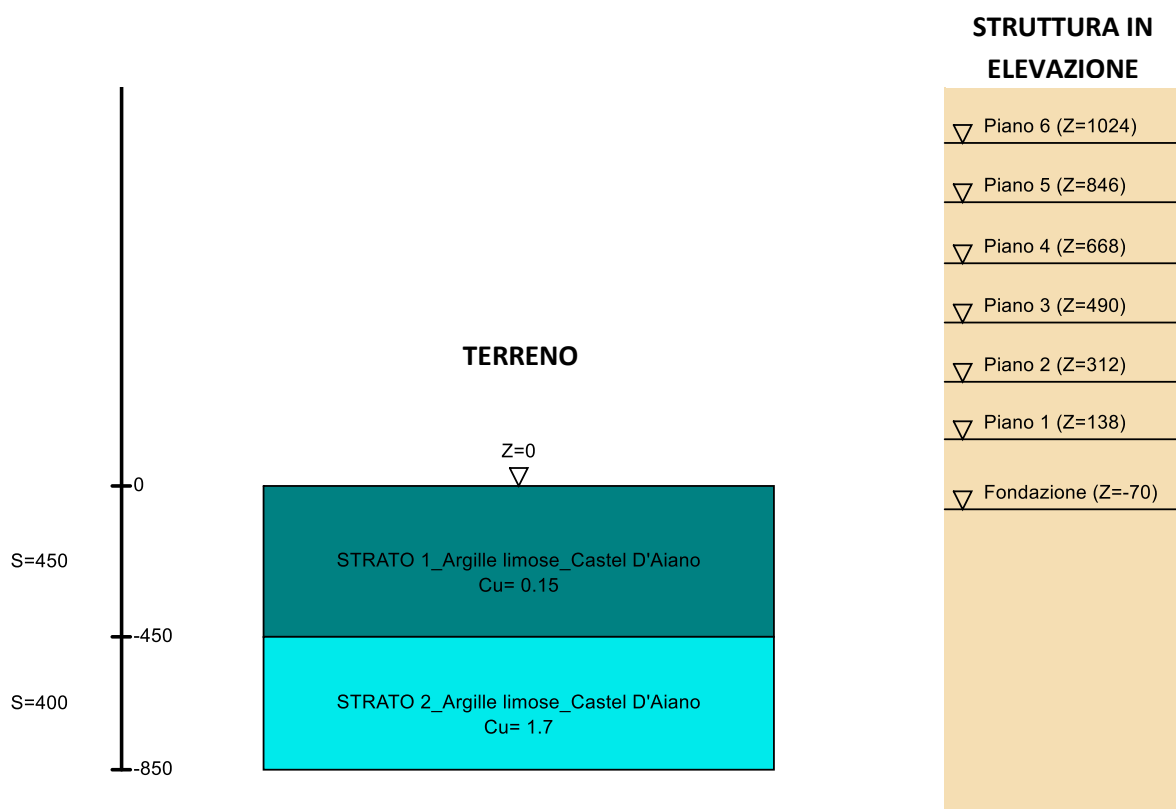 STRUTTURA IN
ELEVAZIONE
Piano 6 (Z=1024)
Piano 5 (Z=846)
Piano 4 (Z=668)
Piano 3 (Z=490)
Piano 2 (Z=312)
Piano 1 (Z=138)
Fondazione (Z=-70)
TERRENO
Z=0
0
S=450
STRATO 1_Argille limose_Castel D'Aiano
Cu= 0.15
-450
S=400
STRATO 2_Argille limose_Castel D'Aiano
Cu= 1.7
-850